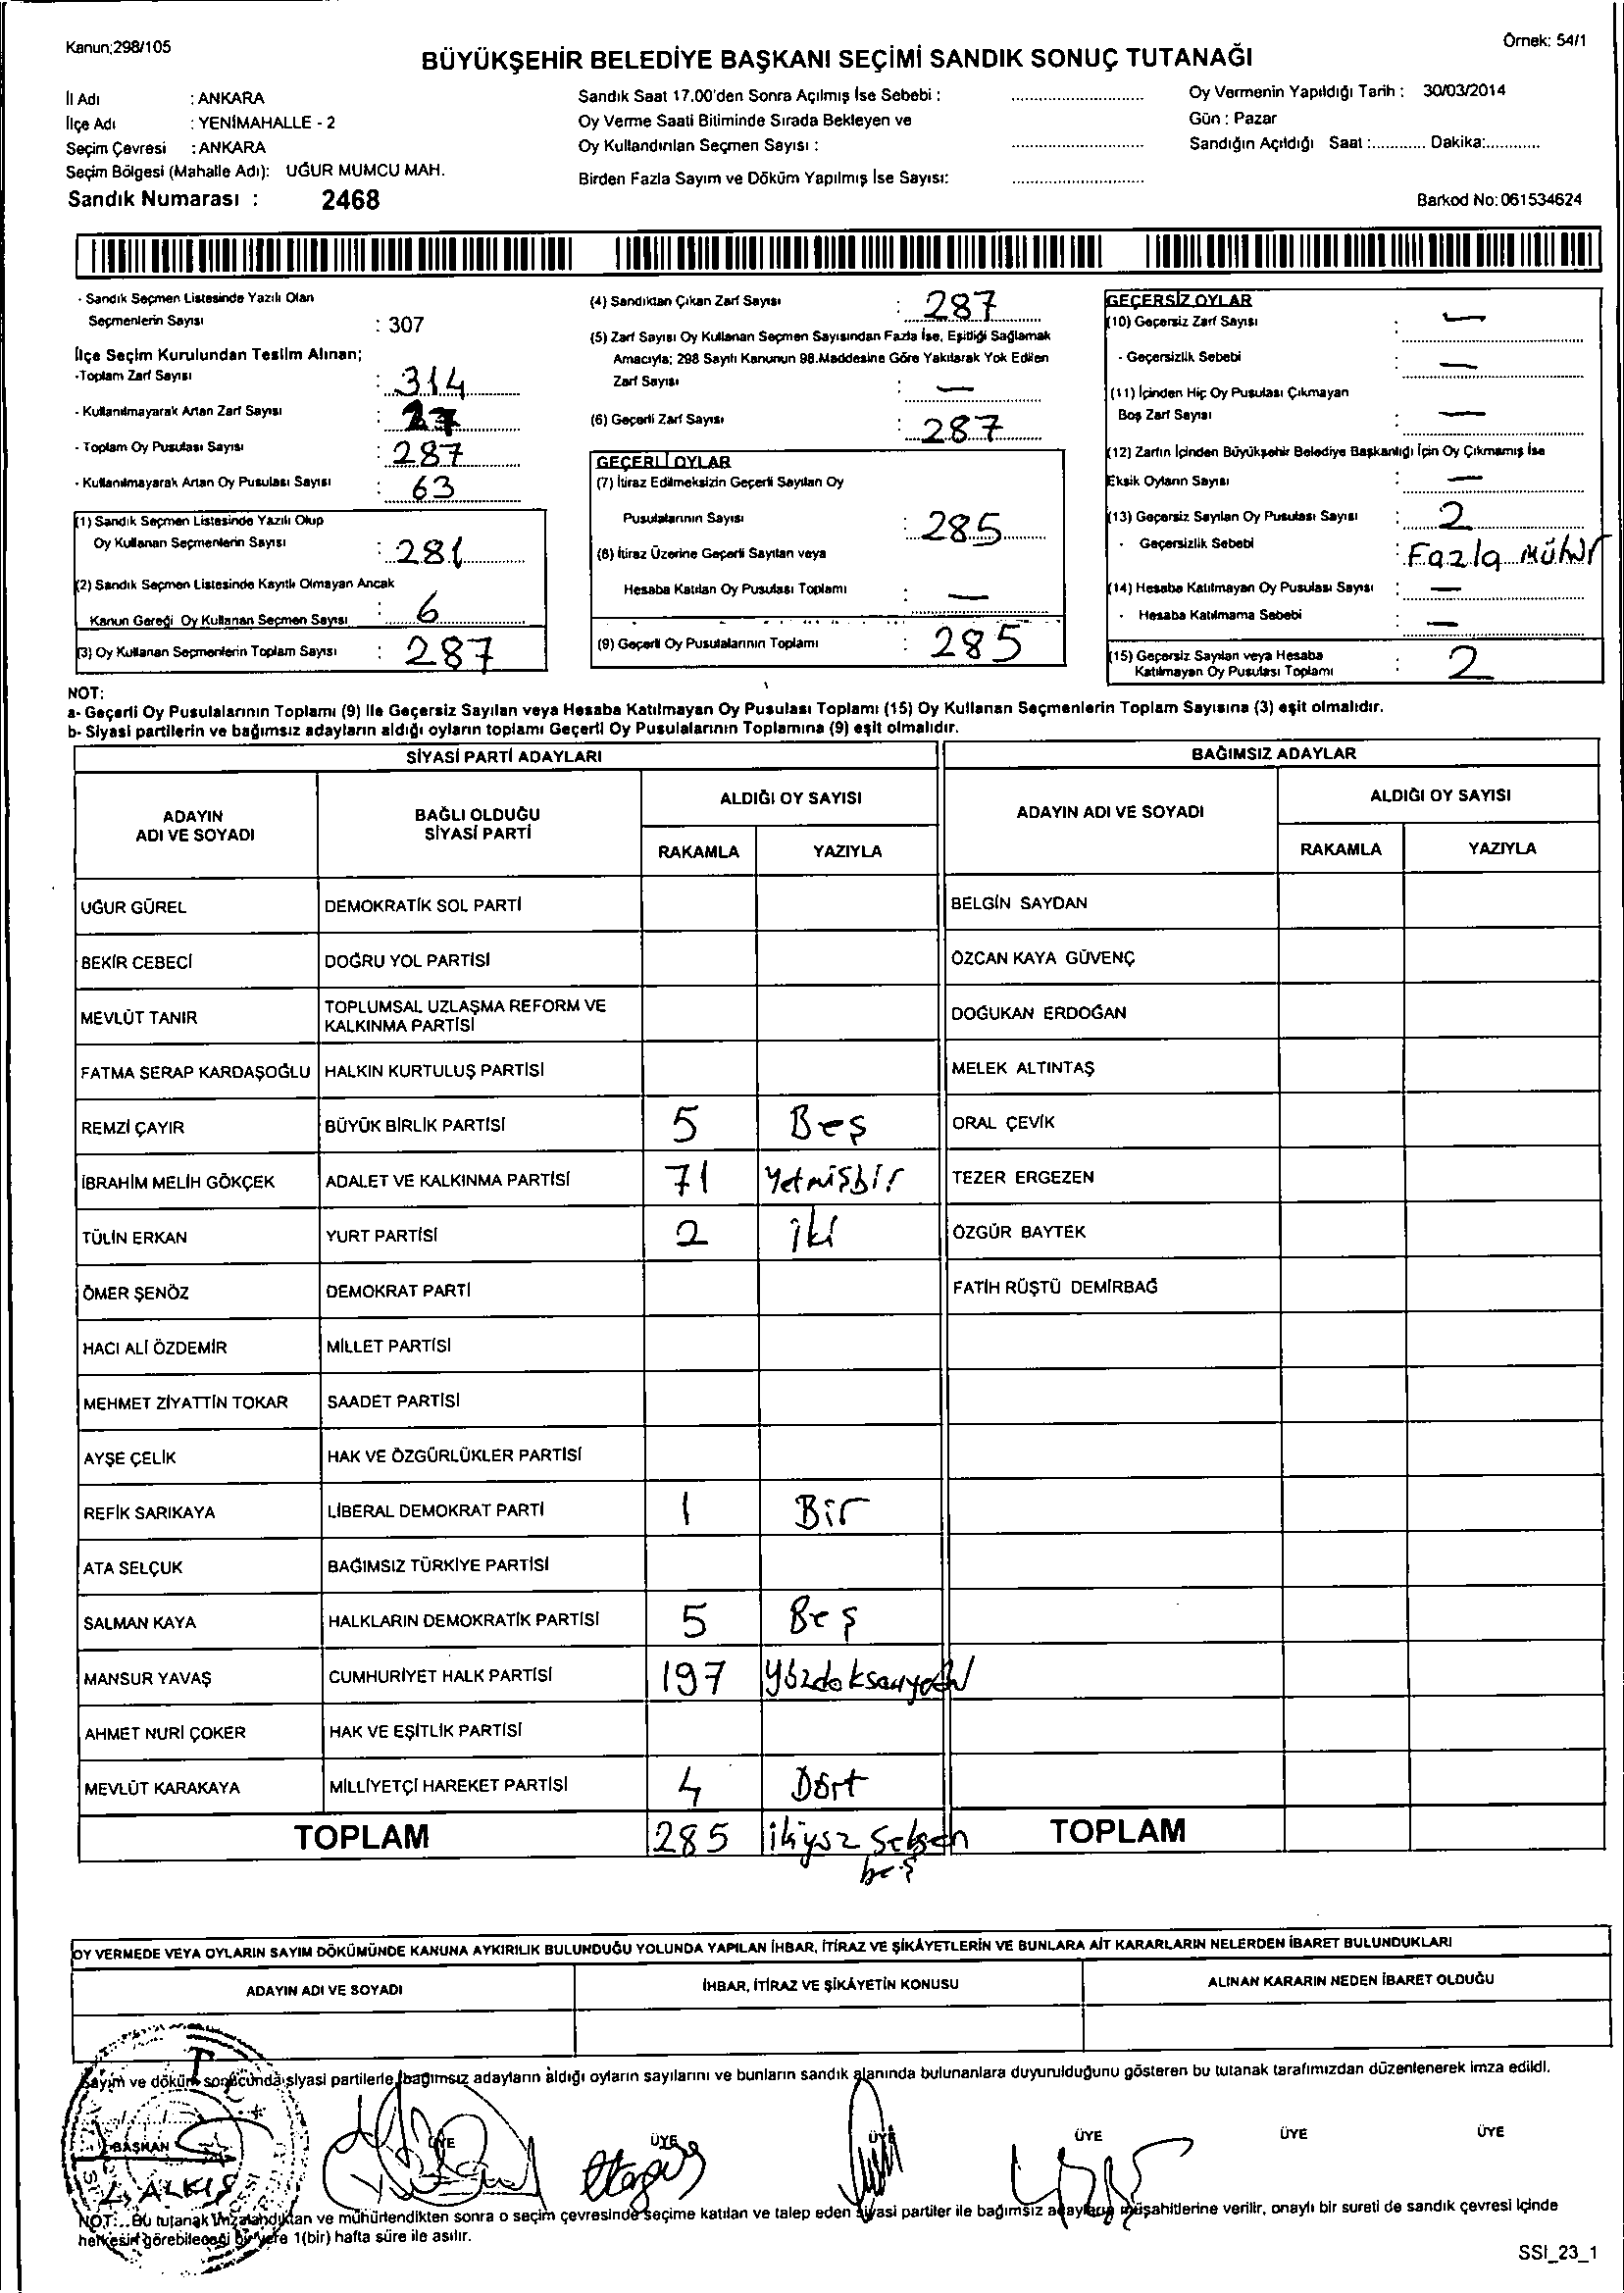 Kanun;298/105
Örnek: 54/1
BÜYÜKŞEHİR BELEDİYE BAŞKANI SEÇİMİ SANDIK SONUÇ TUTANAĞI
İl Adı : ANKARA
İlçe Adı : YENİMAHALLE - 2
Seçim Çevresi : ANKARA
Seçim Bölgesi (Mahalle Adı): UĞUR MUMCU MAH.
Sandık Numarası : 2468
Sandık Saat 17.00'den Sonra Açılmış İse Sebebi :
Oy Verme Saati Bitiminde Sırada Bekleyen ve
Oy Kullandırılan Seçmen Sayısı :
Birden Fazla Sayım ve Döküm Yapılmış İse Sayısı:
Oy Vermenin Yapıldığı Tarih : 30/03/2014
Gün : Pazar
Sandığın Açıldığı Saat :............ Dakika:............
Barkod No: 061534624
- Sandık Seçmen Listesinde Yazılı Olan
Seçmenlerin Sayısı : 307
İlçe Seçim Kurulundan Teslim Alınan;
-Toplam Zarf Sayısı : 314
- Kullanılmayarak Artan Zarf Sayısı : 27
- Toplam Oy Pusulası Sayısı : 287
- Kullanılmayarak Artan Oy Pusulası Sayısı : 63
(1) Sandık Seçmen Listesinde Yazılı Olup
Oy Kullanan Seçmenlerin Sayısı : 281
(2) Sandık Seçmen Listesinde Kayıtlı Olmayan Ancak
Kanun Gereği Oy Kullanan Seçmen Sayısı : 6
(3) Oy Kullanan Seçmenlerin Toplam Sayısı : 287
(4) Sandıktan Çıkan Zarf Sayısı : 287
(5) Zarf Sayısı Oy Kullanan Seçmen Sayısından Fazla İse, Eşitliği Sağlamak
Amacıyla; 298 Sayılı Kanunun 98.Maddesine Göre Yakılarak Yok Edilen
Zarf Sayısı : —
(6) Geçerli Zarf Sayısı : 287
GEÇERLİ OYLAR
(7) İtiraz Edilmeksizin Geçerli Sayılan Oy
Pusulalarının Sayısı : 285
(8) İtiraz Üzerine Geçerli Sayılan veya
Hesaba Katılan Oy Pusulası Toplamı : —
(9) Geçerli Oy Pusulalarının Toplamı : 285
GEÇERSİZ OYLAR
(10) Geçersiz Zarf Sayısı : —
- Geçersizlik Sebebi : —
(11) İçinden Hiç Oy Pusulası Çıkmayan
Boş Zarf Sayısı : —
(12) Zarfın İçinden Büyükşehir Belediye Başkanlığı İçin Oy Çıkmamış İse
Eksik Oyların Sayısı : —
(13) Geçersiz Sayılan Oy Pusulası Sayısı : 2
- Geçersizlik Sebebi : Fazla Mühür
(14) Hesaba Katılmayan Oy Pusulası Sayısı : —
- Hesaba Katılmama Sebebi : —
(15) Geçersiz Sayılan veya Hesaba
Katılmayan Oy Pusulası Toplamı : 2
NOT:
a- Geçerli Oy Pusulalarının Toplamı (9) İle Geçersiz Sayılan veya Hesaba Katılmayan Oy Pusulası Toplamı (15) Oy Kullanan Seçmenlerin Toplam Sayısına (3) eşit olmalıdır.
b- Siyasi partilerin ve bağımsız adayların aldığı oyların toplamı Geçerli Oy Pusulalarının Toplamına (9) eşit olmalıdır.
SİYASİ PARTİ ADAYLARI BAĞIMSIZ ADAYLAR
ADAYIN
ADI VE SOYADI
BAĞLI OLDUĞU
SİYASİ PARTİ
ALDIĞI OY SAYISI
RAKAMLA YAZIYLA
ADAYIN ADI VE SOYADI
ALDIĞI OY SAYISI
RAKAMLA YAZIYLA
UĞUR GÜREL DEMOKRATİK SOL PARTİ BELGİN SAYDAN
BEKİR CEBECİ DOĞRU YOL PARTİSİ ÖZCAN KAYA GÜVENÇ
MEVLÜT TANIR TOPLUMSAL UZLAŞMA REFORM VE
KALKINMA PARTİSİ DOĞUKAN ERDOĞAN
FATMA SERAP KARDAŞOĞLU HALKIN KURTULUŞ PARTİSİ MELEK ALTINTAŞ
REMZİ ÇAYIR BÜYÜK BİRLİK PARTİSİ 5 Beş ORAL ÇEVİK
İBRAHİM MELİH GÖKÇEK ADALET VE KALKINMA PARTİSİ 71 Yetmişbir TEZER ERGEZEN
TÜLİN ERKAN YURT PARTİSİ 2 iki ÖZGÜR BAYTEK
ÖMER ŞENÖZ DEMOKRAT PARTİ FATİH RÜŞTÜ DEMİRBAĞ
HACI ALİ ÖZDEMİR MİLLET PARTİSİ
MEHMET ZİYATTİN TOKAR SAADET PARTİSİ
AYŞE ÇELİK HAK VE ÖZGÜRLÜKLER PARTİSİ
REFİK SARIKAYA LİBERAL DEMOKRAT PARTİ 1 Bir
ATA SELÇUK BAĞIMSIZ TÜRKİYE PARTİSİ
SALMAN KAYA HALKLARIN DEMOKRATİK PARTİSİ 5 Beş
MANSUR YAVAŞ CUMHURİYET HALK PARTİSİ 197 Yüzdoksanyedi
AHMET NURİ ÇOKER HAK VE EŞİTLİK PARTİSİ
MEVLÜT KARAKAYA MİLLİYETÇİ HAREKET PARTİSİ 4 Dört
TOPLAM 285 ikiyüz Seksen TOPLAM
beş
OY VERMEDE VEYA OYLARIN SAYIM DÖKÜMÜNDE KANUNA AYKIRILIK BULUNDUĞU YOLUNDA YAPILAN İHBAR, İTİRAZ VE ŞİKÂYETLERİN VE BUNLARA AİT KARARLARIN NELERDEN İBARET BULUNDUKLARI
ADAYIN ADI VE SOYADI İHBAR, İTİRAZ VE ŞİKÂYETİN KONUSU ALINAN KARARIN NEDEN İBARET OLDUĞU
Sayım ve döküm sonucunda siyasi partilerle bağımsız adayların aldığı oyların sayılarını ve bunların sandık alanında bulunanlara duyurulduğunu gösteren bu tutanak tarafımızdan düzenlenerek imza edildi.
BAŞKAN ÜYE ÜYE ÜYE ÜYE ÜYE ÜYE
ALKIŞ
NOT:..Bu tutanak imzalandıktan ve mühürlendikten sonra o seçim çevresinde seçime katılan ve talep eden siyasi partiler ile bağımsız adayların müşahitlerine verilir, onaylı bir sureti de sandık çevresi içinde
herkesin görebileceği bir yere 1(bir) hafta süre ile asılır.
SSI_23_1